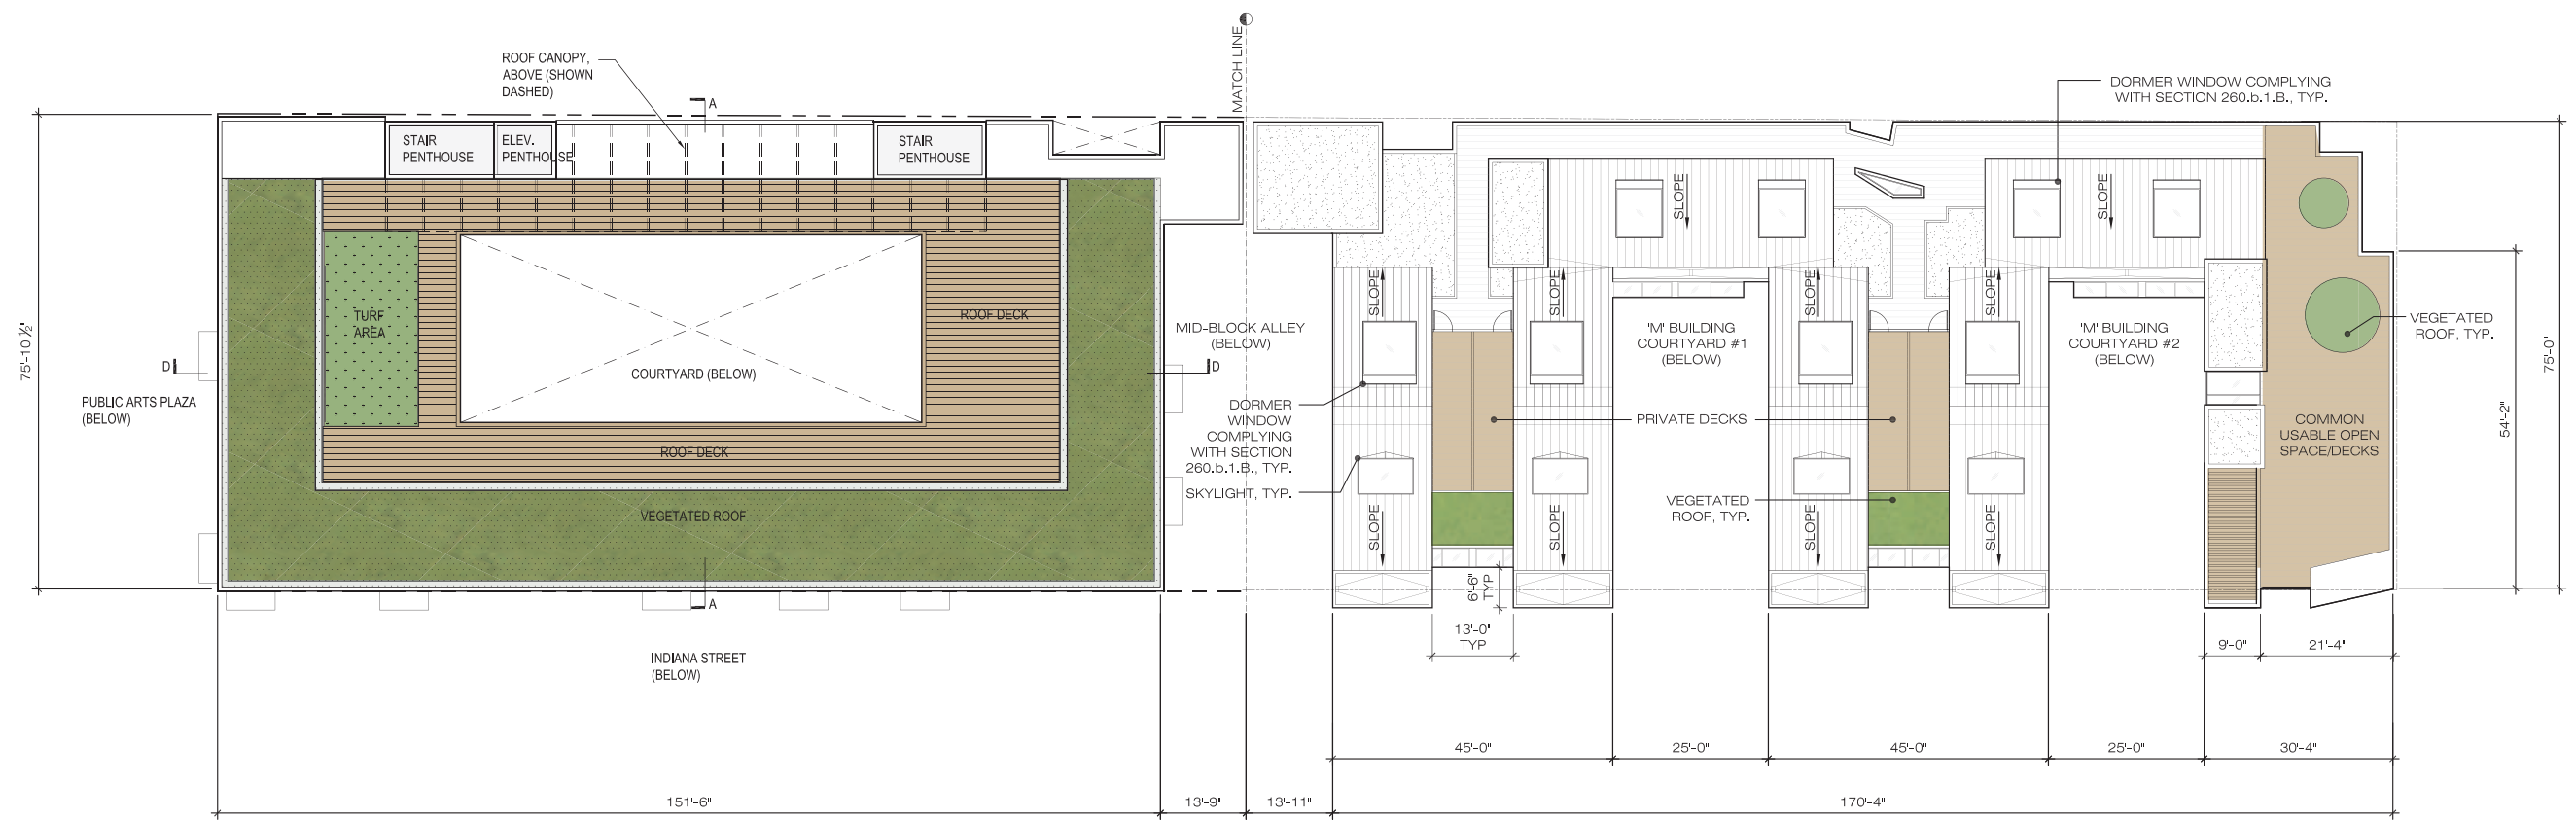 MATCH LINE
ROOF CANOPY,
ABOVE (SHOWN
DASHED)
A
DORMER WINDOW COMPLYING
WITH SECTION 260.b.1.B., TYP.
STAIR
PENTHOUSE
ELEV.
PENTHOUSE
STAIR
PENTHOUSE
SLOPE
SLOPE
75'-10 ½"
TURF
AREA
ROOF DECK
COURTYARD (BELOW)
ROOF DECK
VEGETATED ROOF
D
D
PUBLIC ARTS PLAZA
(BELOW)
MID-BLOCK ALLEY
(BELOW)
SLOPE
SLOPE
SLOPE
SLOPE
'M' BUILDING
COURTYARD #1
(BELOW)
'M' BUILDING
COURTYARD #2
(BELOW)
VEGETATED
ROOF, TYP.
75'-0"
54'-2"
DORMER
WINDOW
COMPLYING
WITH SECTION
260.b.1.B., TYP.
SKYLIGHT, TYP.
PRIVATE DECKS
COMMON
USABLE OPEN
SPACE/DECKS
VEGETATED
ROOF, TYP.
SLOPE
SLOPE
SLOPE
SLOPE
A
6'-6"
TYP
13'-0"
TYP
9'-0"
21'-4"
INDIANA STREET
(BELOW)
45'-0"
25'-0"
45'-0"
25'-0"
30'-4"
151'-6"
13'-9"
13'-11"
170'-4"